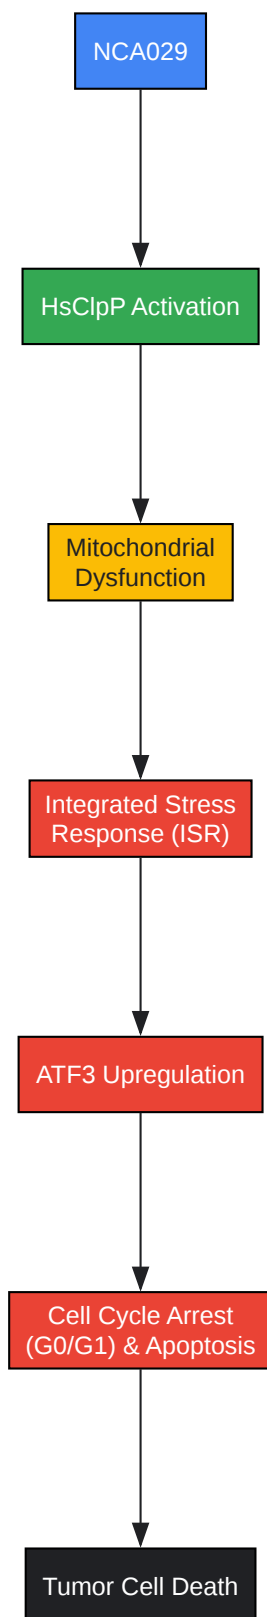 NCA029
HsClpP Activation
Mitochondrial
Dysfunction
Integrated Stress
Response (ISR)
ATF3 Upregulation
Cell Cycle Arrest
(G0/G1) & Apoptosis
Tumor Cell Death